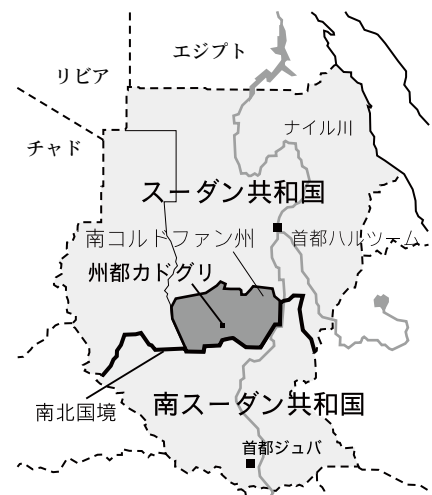 エジプト
リビア
ナイル川
チャド
スーダン共和国
南コルドファン州
首都ハルツーム
州都カドグリ
南スーダン共和国
南北国境
首都ジュバ